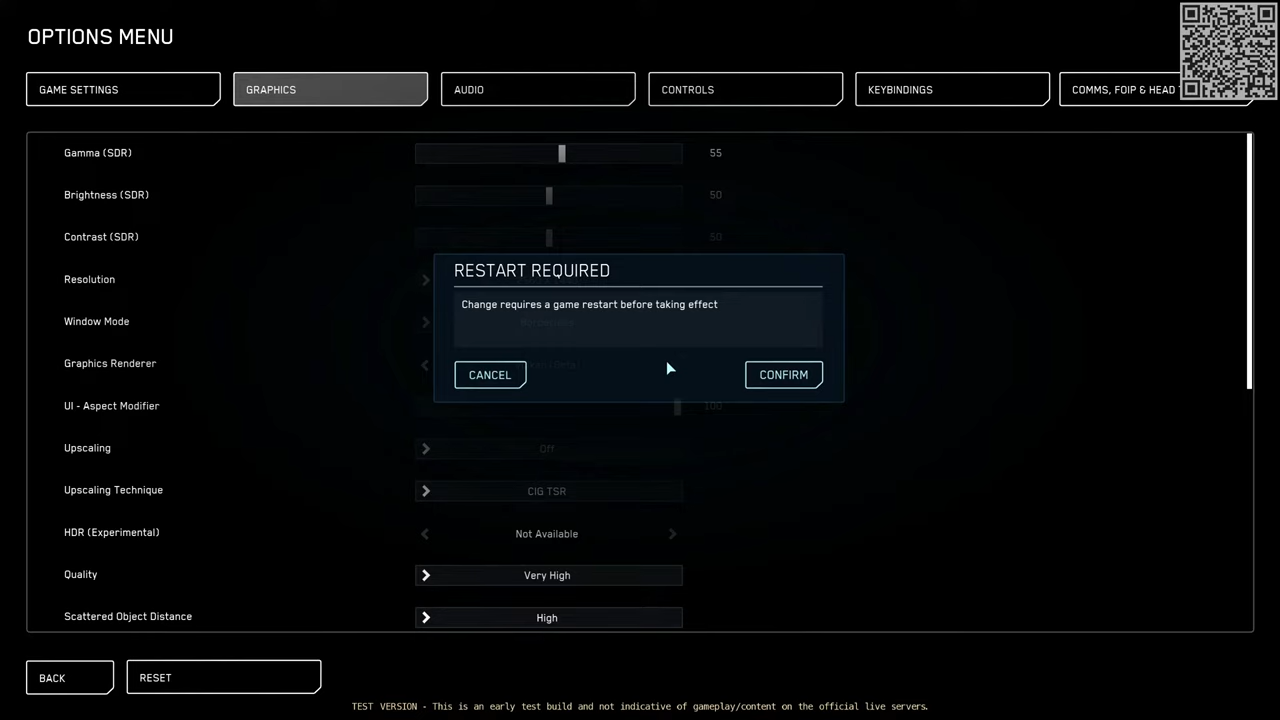 OPTIONS MENU
GAME SETTINGS
GRAPHICS
AUDIO
CONTROLS
KEYBINDINGS
COMMS, FOIP & HEAD
Gamma (SDR)
55
Brightness (SDR)
50
Contrast (SDR)
50
Resolution
Window Mode
Graphics Renderer
UI - Aspect Modifier
100
Upscaling
Off
Upscaling Technique
CIG TSR
HDR (Experimental)
Not Available
Quality
Very High
Scattered Object Distance
High
RESTART REQUIRED
Change requires a game restart before taking effect
CANCEL
CONFIRM
BACK
RESET
TEST VERSION - This is an early test build and not indicative of gameplay/content on the official live servers.